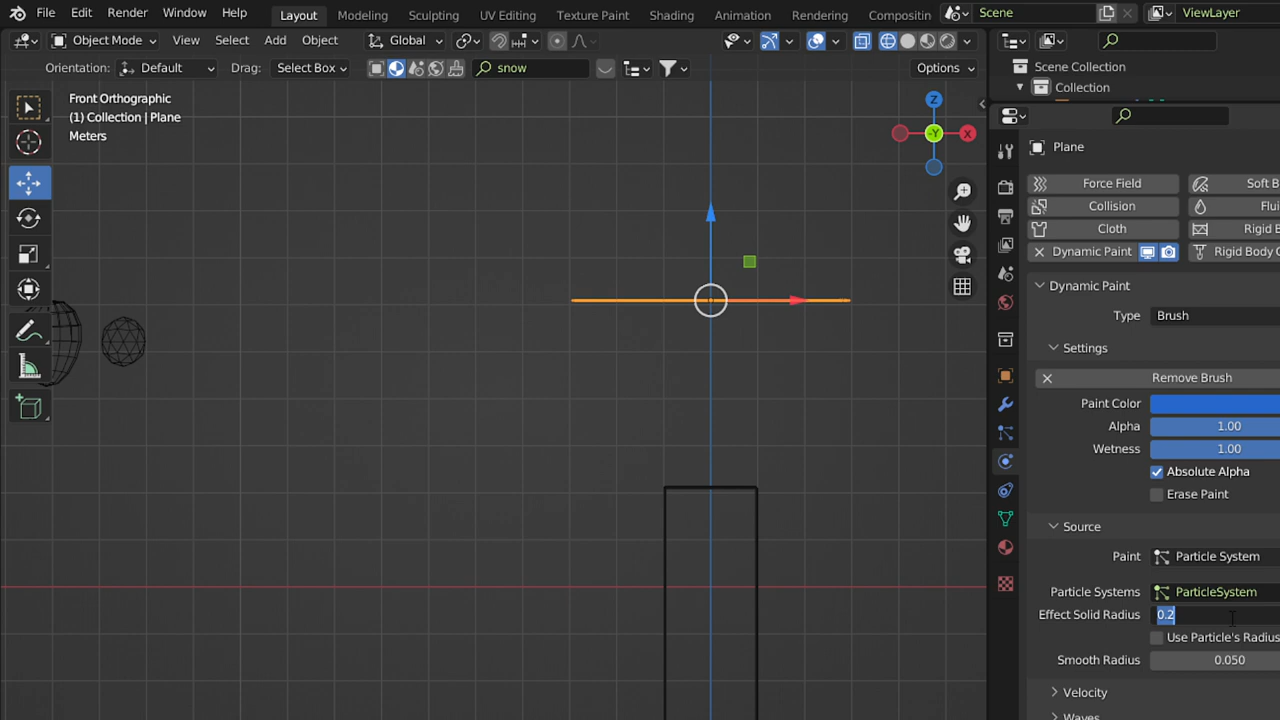 File Edit Render Window Help Layout Modeling Sculpting UV Editing Texture Paint Shading Animation Rendering Compositin Scene ViewLayer
Object Mode View Select Add Object Global
Orientation: Default Drag: Select Box snow Options
Scene Collection
Collection
Front Orthographic
(1) Collection | Plane
Meters
Z
-Y
X
Plane
Force Field Soft B
Collision Flui
Cloth Rigid B
Dynamic Paint Rigid Body C
Dynamic Paint
Type Brush
Settings
Remove Brush
Paint Color
Alpha 1.00
Wetness 1.00
Absolute Alpha
Erase Paint
Source
Paint Particle System
Particle Systems ParticleSystem
Effect Solid Radius 0.2
Use Particle's Radius
Smooth Radius 0.050
Velocity
Waves